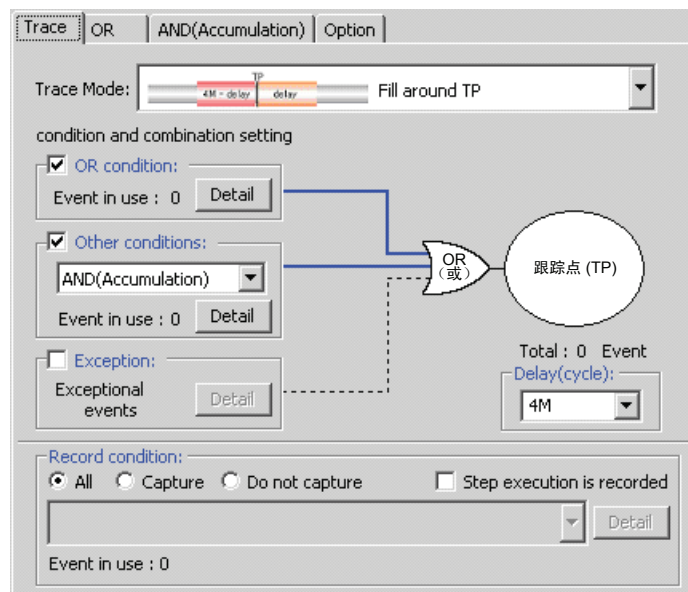 Trace OR AND(Accumulation) Option
Trace Mode: 4M - delay TP delay Fill around TP
condition and combination setting
OR condition:
Event in use : 0 Detail
Other conditions:
AND(Accumulation)
Event in use : 0 Detail
Exception:
Exceptional
events
Detail
OR
（或）
跟踪点 (TP)
Total : 0 Event
Delay(cycle):
4M
Record condition:
All Capture Do not capture Step execution is recorded
Detail
Event in use : 0